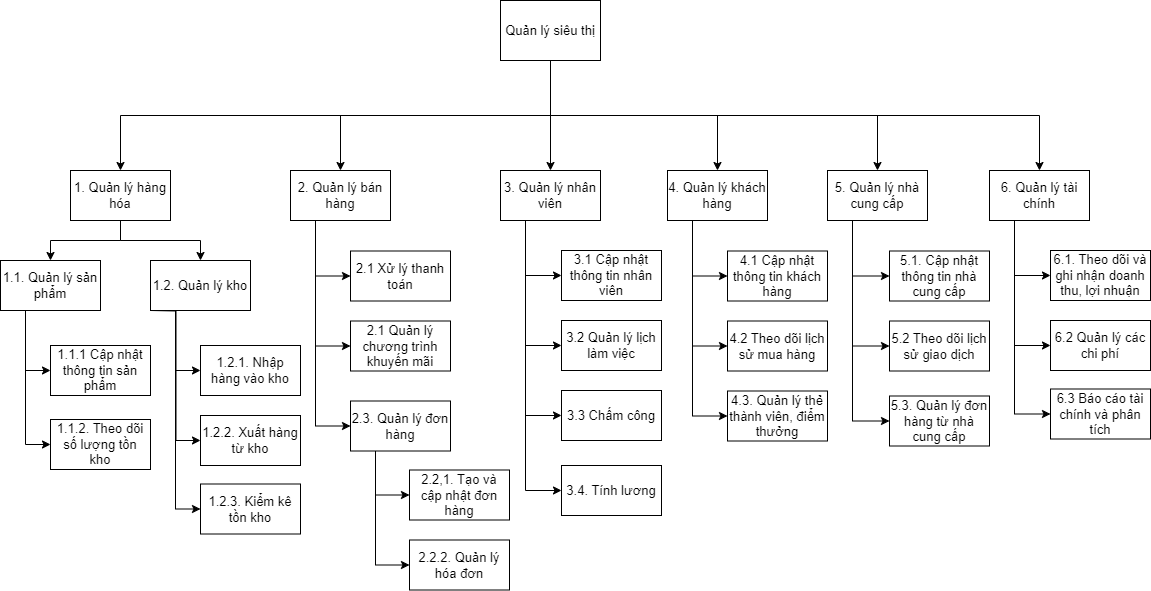 Quản lý siêu thị
1. Quản lý hàng
hóa
2. Quản lý bán
hàng
3. Quản lý nhân
viên
4. Quản lý khách
hàng
5. Quản lý nhà
cung cấp
6. Quản lý tài
chính
1.1. Quản lý sản
phẩm
1.2. Quản lý kho
1.1.1 Cập nhật
thông tin sản
phẩm
1.1.2. Theo dõi
số lượng tồn
kho
1.2.1. Nhập
hàng vào kho
1.2.2. Xuất hàng
từ kho
1.2.3. Kiểm kê
tồn kho
2.1 Xử lý thanh
toán
2.1 Quản lý
chương trình
khuyến mãi
2.3. Quản lý đơn
hàng
2.2,1. Tạo và
cập nhật đơn
hàng
2.2.2. Quản lý
hóa đơn
3.1 Cập nhật
thông tin nhân
viên
3.2 Quản lý lịch
làm việc
3.3 Chấm công
3.4. Tính lương
4.1 Cập nhật
thông tin khách
hàng
4.2 Theo dõi lịch
sử mua hàng
4.3. Quản lý thẻ
thành viên, điểm
thưởng
5.1. Cập nhật
thông tin nhà
cung cấp
5.2 Theo dõi lịch
sử giao dịch
5.3. Quản lý đơn
hàng từ nhà
cung cấp
6.1. Theo dõi và
ghi nhận doanh
thu, lợi nhuận
6.2 Quản lý các
chi phí
6.3 Báo cáo tài
chính và phân
tích